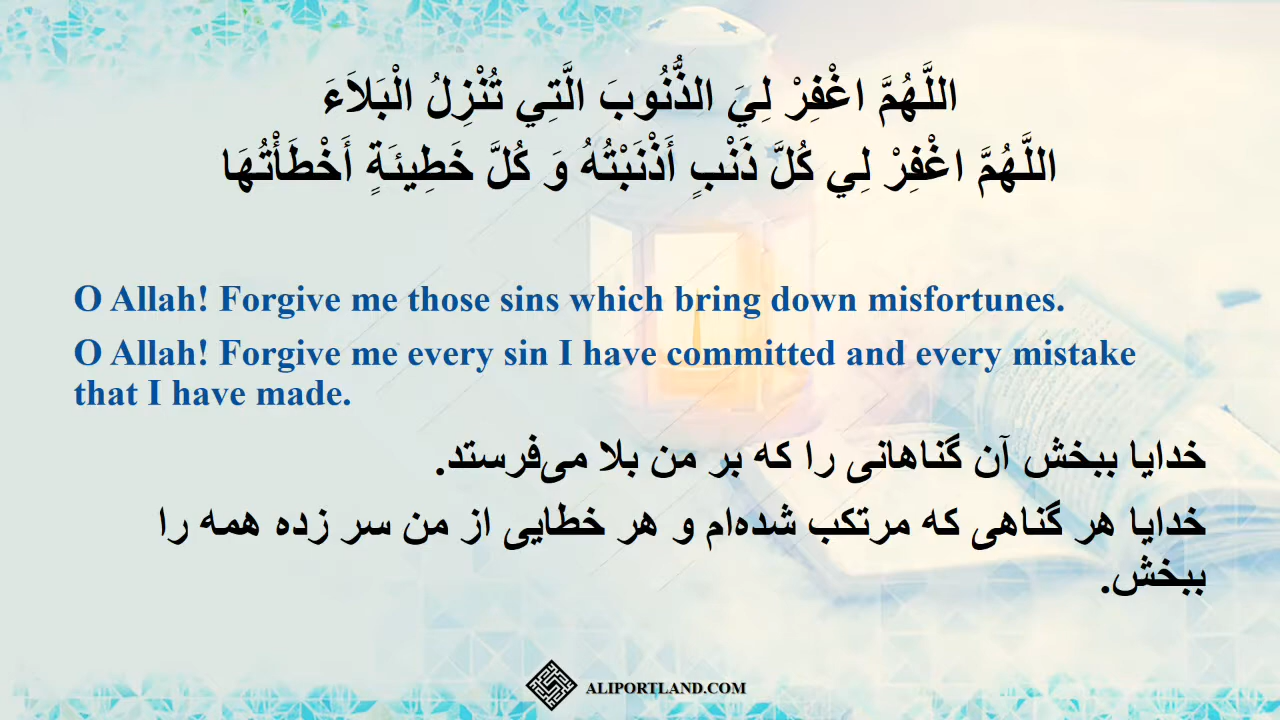 اللَّهُمَّ اغْفِرْ لِيَ الذُّنُوبَ الَّتِي تُنْزِلُ الْبَلاَءَ
اللَّهُمَّ اغْفِرْ لِي كُلَّ ذَنْبٍ أَذْنَبْتُهُ وَ كُلَّ خَطِيئَةٍ أَخْطَأْتُهَا
O Allah! Forgive me those sins which bring down misfortunes.
O Allah! Forgive me every sin I have committed and every mistake
that I have made.
خدایا ببخش آن گناهانی را که بر من بلا می‌فرستد.
خدایا هر گناهی که مرتکب شده‌ام و هر خطایی از من سر زده همه را
ببخش.
ALIPORTLAND.COM